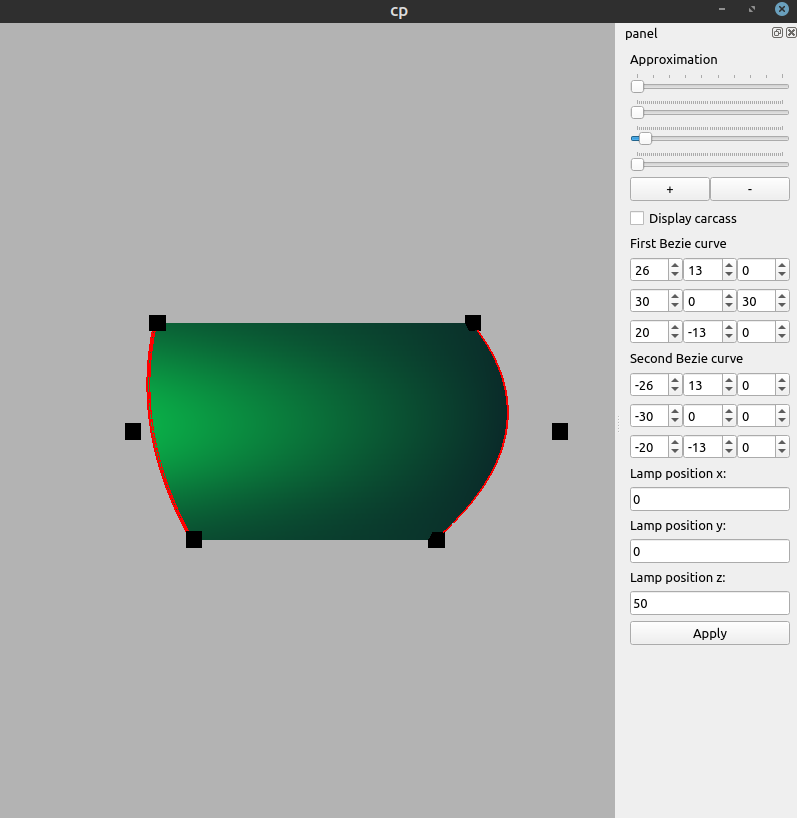 cp
panel
Approximation
+ -
Display carcass
First Bezie curve
26 13 0
30 0 30
20 -13 0
Second Bezie curve
-26 13 0
-30 0 0
-20 -13 0
Lamp position x:
0
Lamp position y:
0
Lamp position z:
50
Apply